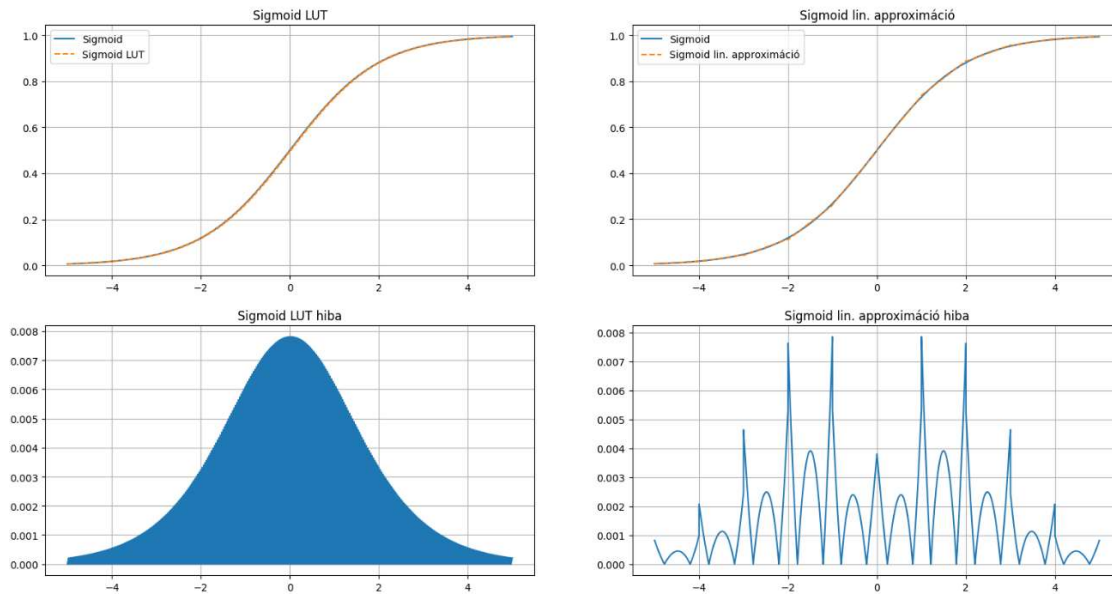 Sigmoid LUT
Sigmoid
Sigmoid LUT
1.0
0.8
0.6
0.4
0.2
0.0
−4 −2 0 2 4
Sigmoid lin. approximáció
Sigmoid
Sigmoid lin. approximáció
1.0
0.8
0.6
0.4
0.2
0.0
−4 −2 0 2 4
Sigmoid LUT hiba
0.008
0.007
0.006
0.005
0.004
0.003
0.002
0.001
0.000
−4 −2 0 2 4
Sigmoid lin. approximáció hiba
0.008
0.007
0.006
0.005
0.004
0.003
0.002
0.001
0.000
−4 −2 0 2 4